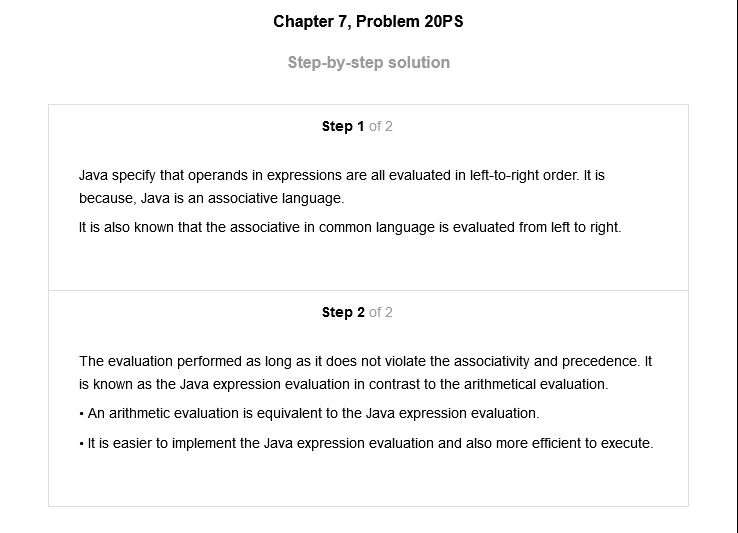 Chapter 7, Problem 20PS
Step-by-step solution
Step 1 of 2
Java specify that operands in expressions are all evaluated in left-to-right order. It is
because, Java is an associative language.
It is also known that the associative in common language is evaluated from left to right.
Step 2 of 2
The evaluation performed as long as it does not violate the associativity and precedence. It
is known as the Java expression evaluation in contrast to the arithmetical evaluation.
• An arithmetic evaluation is equivalent to the Java expression evaluation.
• It is easier to implement the Java expression evaluation and also more efficient to execute.